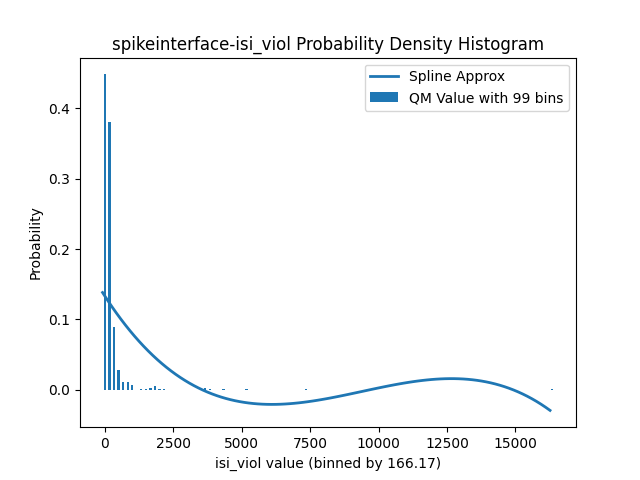 spikeinterface-isi_viol Probability Density Histogram
Spline Approx
QM Value with 99 bins
Probability
0.4
0.3
0.2
0.1
0.0
0 2500 5000 7500 10000 12500 15000
isi_viol value (binned by 166.17)